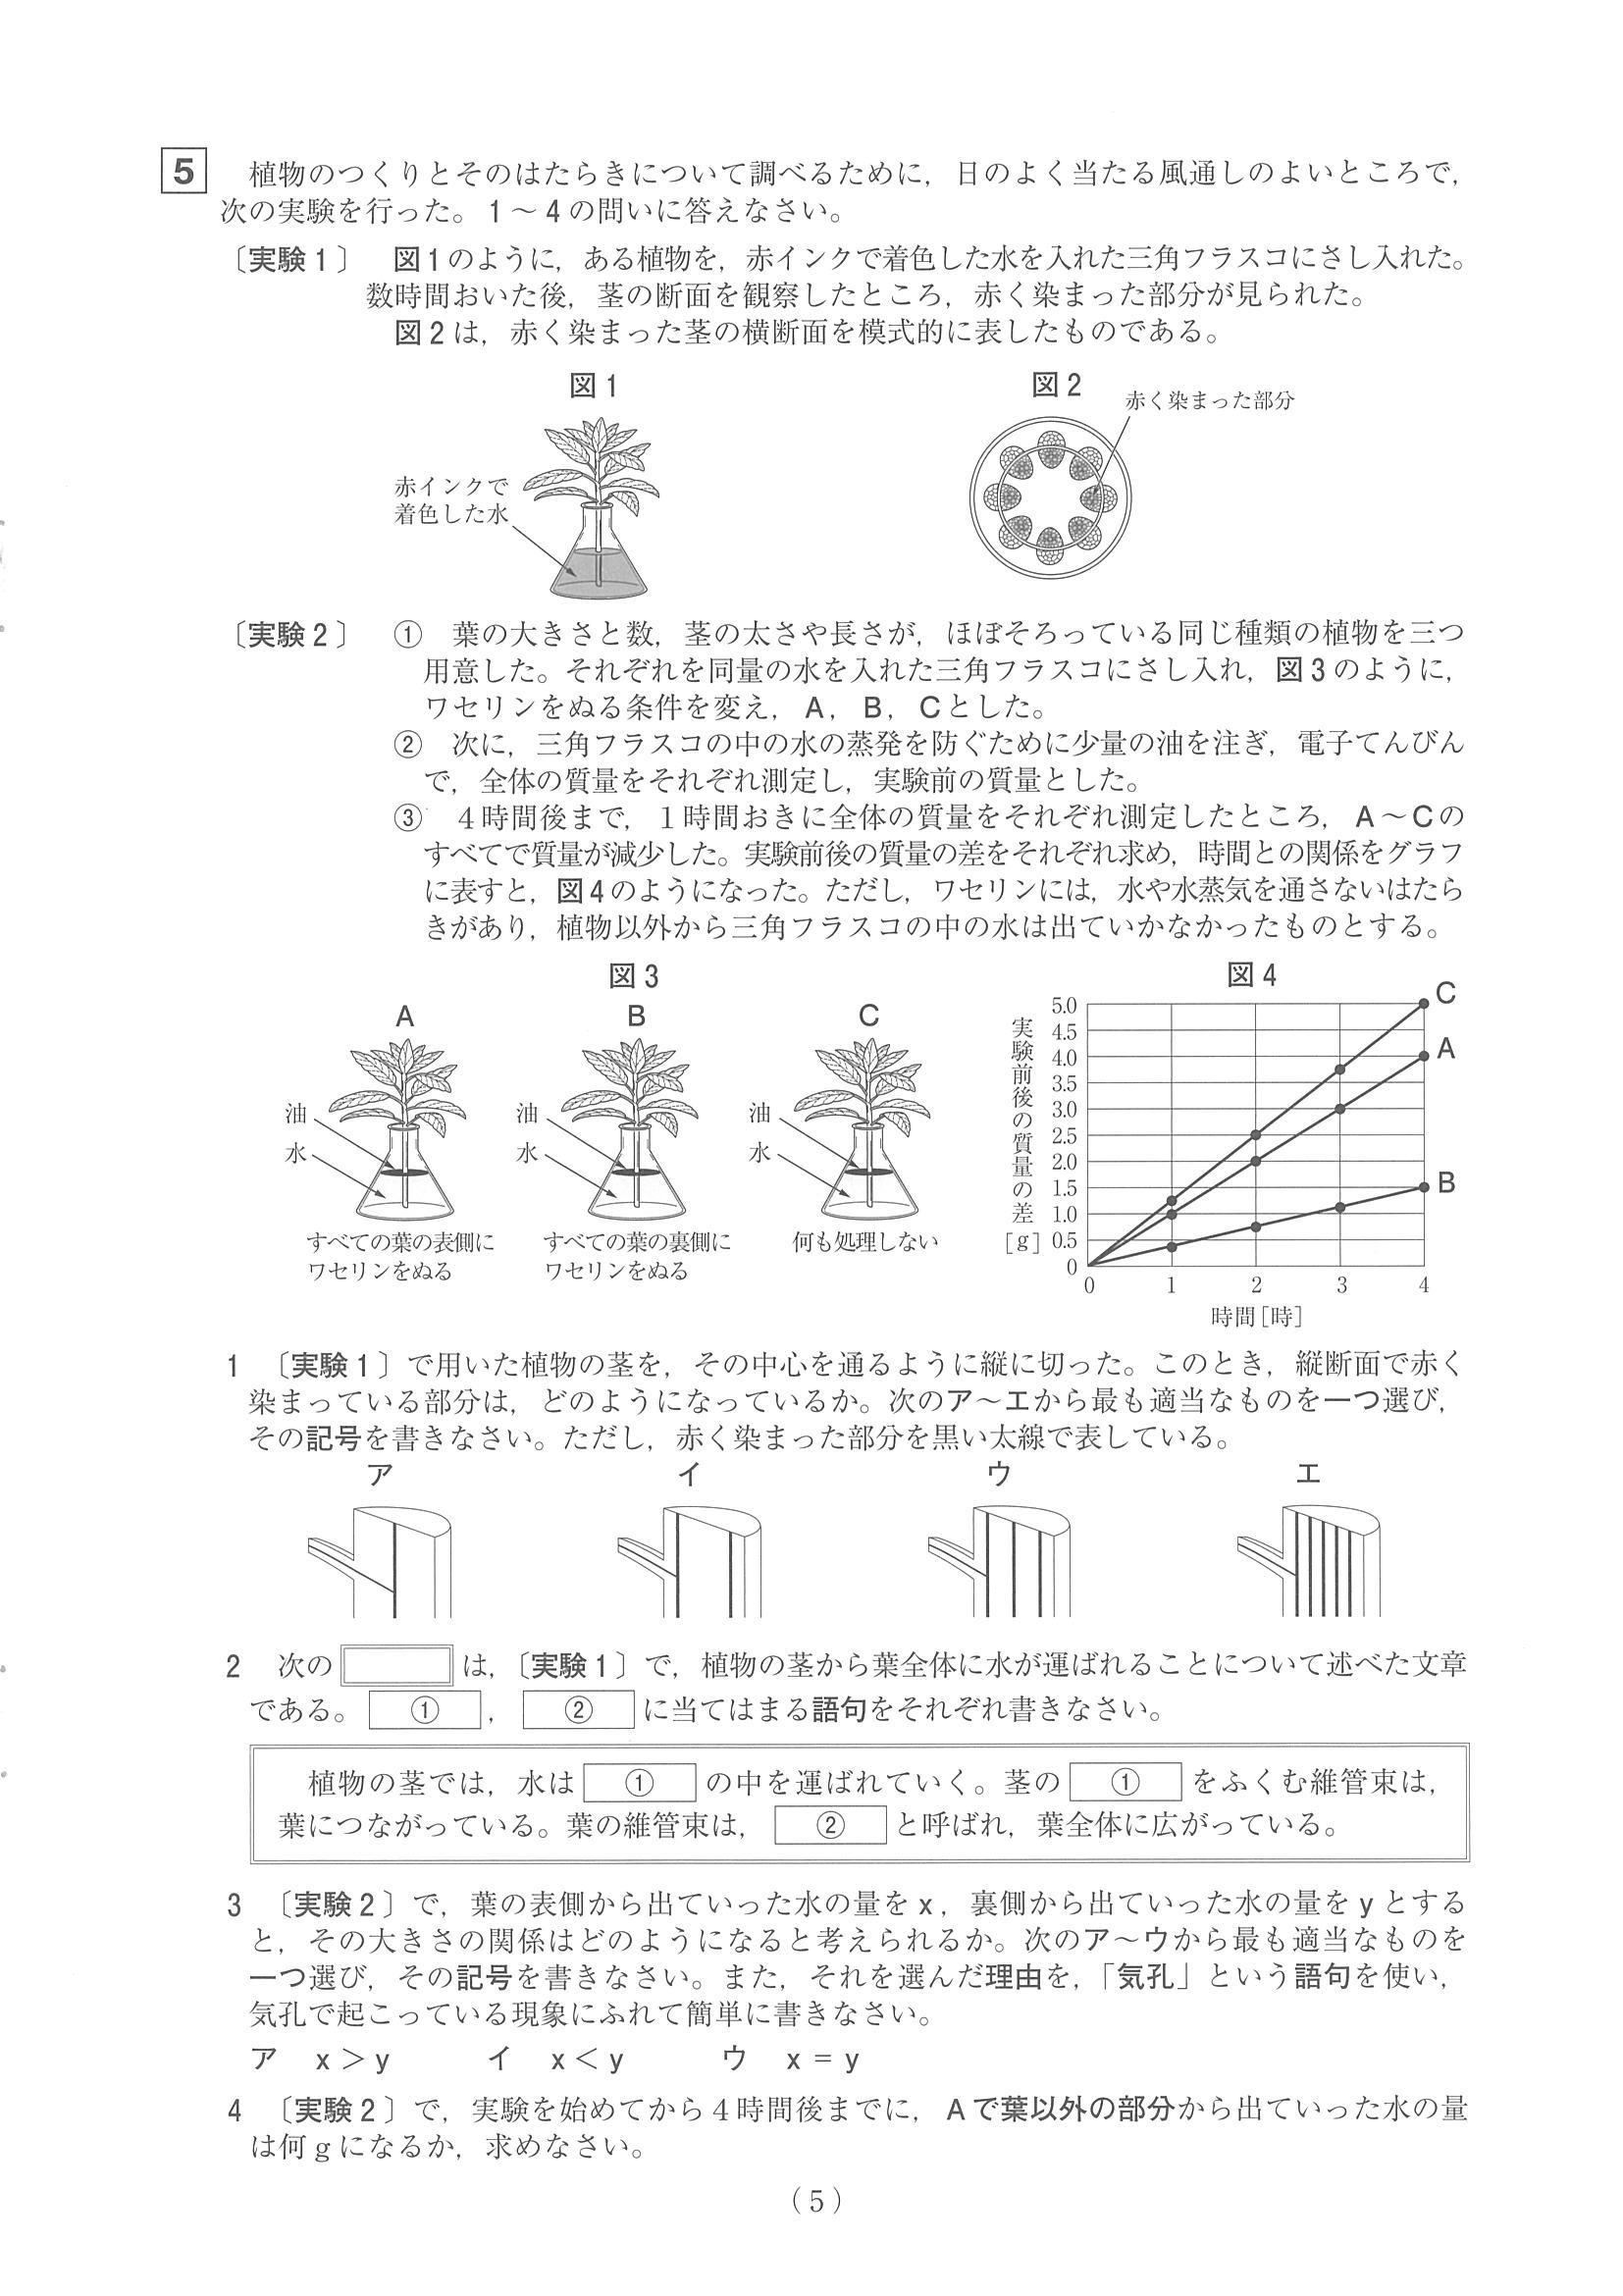 5　植物のつくりとそのはたらきについて調べるために，日のよく当たる風通しのよいところで，
次の実験を行った。1～4の問いに答えなさい。
〔実験1〕　図1のように，ある植物を，赤インクで着色した水を入れた三角フラスコにさし入れた。
数時間おいた後，茎の断面を観察したところ，赤く染まった部分が見られた。
図2は，赤く染まった茎の横断面を模式的に表したものである。
図1
赤インクで
着色した水
図2
赤く染まった部分
〔実験2〕　①　葉の大きさと数，茎の太さや長さが，ほぼそろっている同じ種類の植物を三つ
用意した。それぞれを同量の水を入れた三角フラスコにさし入れ，図3のように，
ワセリンをぬる条件を変え，A，B，Cとした。
②　次に，三角フラスコの中の水の蒸発を防ぐために少量の油を注ぎ，電子てんびん
で，全体の質量をそれぞれ測定し，実験前の質量とした。
③　4時間後まで，1時間おきに全体の質量をそれぞれ測定したところ，A～Cの
すべてで質量が減少した。実験前後の質量の差をそれぞれ求め，時間との関係をグラフ
に表すと，図4のようになった。ただし，ワセリンには，水や水蒸気を通さないはたら
きがあり，植物以外から三角フラスコの中の水は出ていかなかったものとする。
図3
A
油
水
すべての葉の表側に
ワセリンをぬる
B
油
水
すべての葉の裏側に
ワセリンをぬる
C
油
水
何も処理しない
図4
実験前後の質量の差
[g]
5.0
4.5
4.0
3.5
3.0
2.5
2.0
1.5
1.0
0.5
0
0　1　2　3　4
時間[時]
C
A
B
1　〔実験1〕で用いた植物の茎を，その中心を通るように縦に切った。このとき，縦断面で赤く
染まっている部分は，どのようになっているか。次のア～エから最も適当なものを一つ選び，
その記号を書きなさい。ただし，赤く染まった部分を黒い太線で表している。
ア　イ　ウ　エ
2　次の　は，〔実験1〕で，植物の茎から葉全体に水が運ばれることについて述べた文章
である。①，②に当てはまる語句をそれぞれ書きなさい。
植物の茎では，水は①の中を運ばれていく。茎の①をふくむ維管束は，
葉につながっている。葉の維管束は，②と呼ばれ，葉全体に広がっている。
3　〔実験2〕で，葉の表側から出ていった水の量をx，裏側から出ていった水の量をyとする
と，その大きさの関係はどのようになると考えられるか。次のア～ウから最も適当なものを
一つ選び，その記号を書きなさい。また，それを選んだ理由を，「気孔」という語句を使い，
気孔で起こっている現象にふれて簡単に書きなさい。
ア　x＞y　イ　x＜y　ウ　x＝y
4　〔実験2〕で，実験を始めてから4時間後までに，Aで葉以外の部分から出ていった水の量
は何gになるか，求めなさい。
（5）